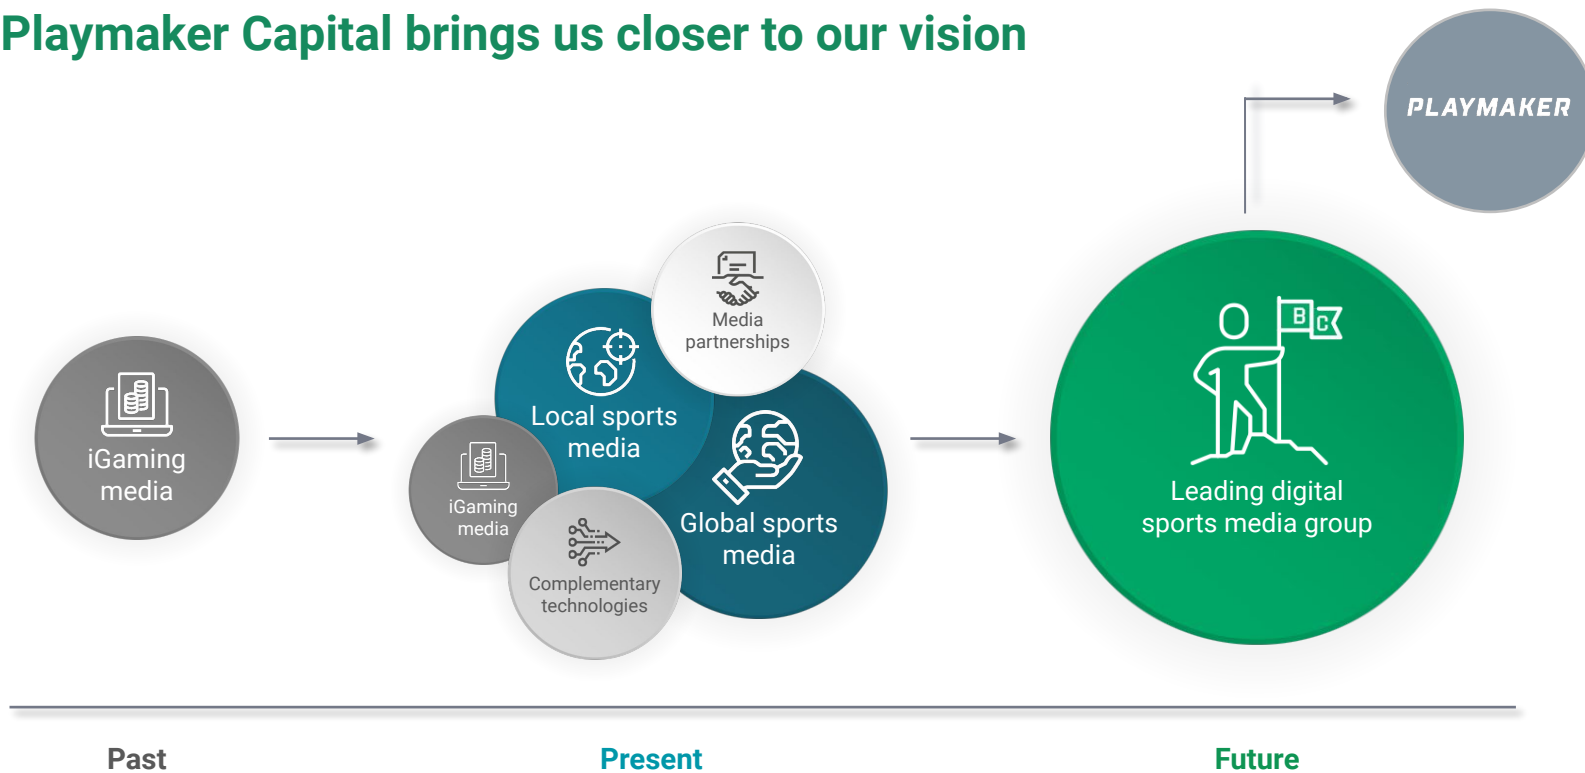 Playmaker Capital brings us closer to our vision
PLAYMAKER
Media
partnerships
B C
Local sports
media
iGaming
media
iGaming
media
Global sports
media
Leading digital
sports media group
Complementary
technologies
Past
Present
Future